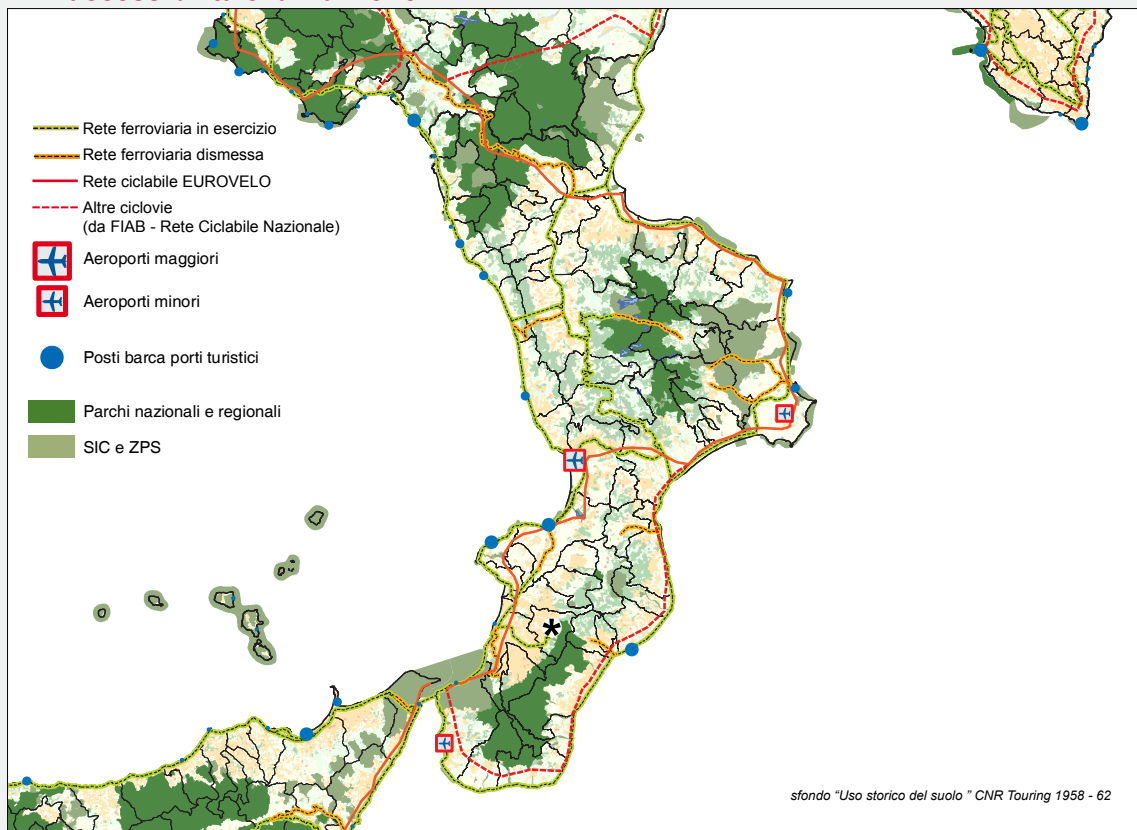 Rete ferroviaria in esercizio
Rete ferroviaria dismessa
Rete ciclabile EUROVELO
Altre ciclovie
(da FIAB - Rete Ciclabile Nazionale)
Aeroporti maggiori
Aeroporti minori
Posti barca porti turistici
Parchi nazionali e regionali
SIC e ZPS
*
sfondo “Uso storico del suolo ” CNR Touring 1958 - 62